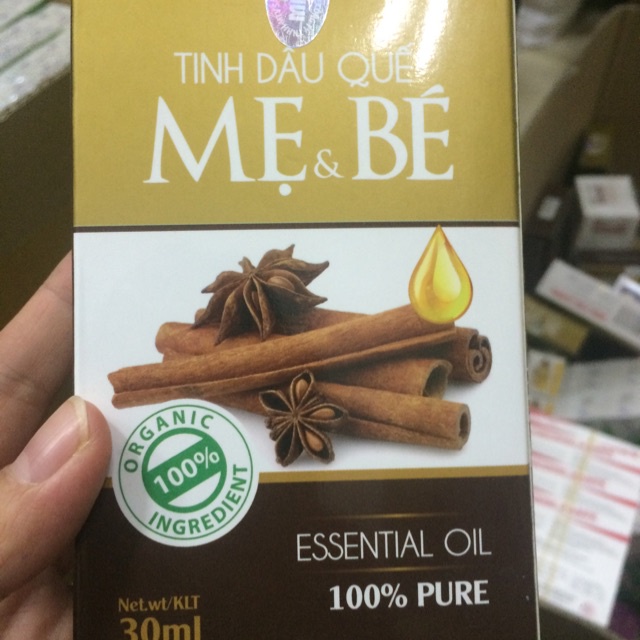 TINH DẦU QUẾ
MẸ & BÉ
ORGANIC
100%
INGREDIENT
ESSENTIAL OIL
100% PURE
Net.wt/KLT
30ml